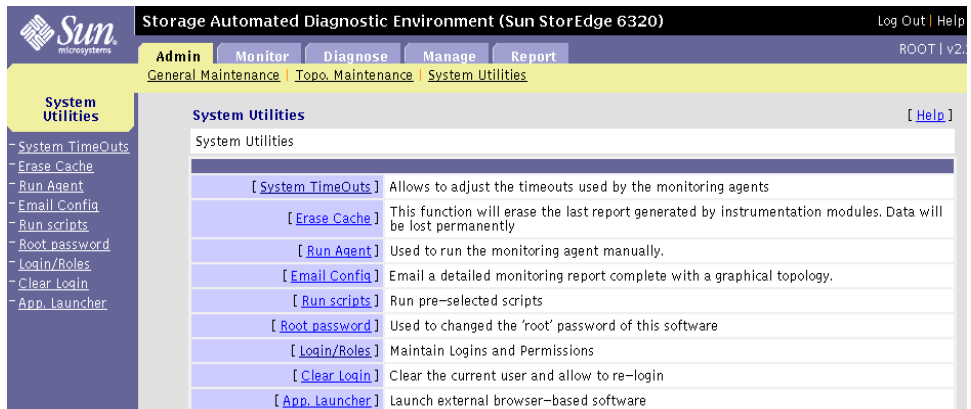 Sun
microsystems
Storage Automated Diagnostic Environment (Sun StorEdge 6320)
Log Out | Help
Admin Monitor Diagnose Manage Report
ROOT | v2.
General Maintenance | Topo. Maintenance | System Utilities
System
Utilities
System TimeOuts
Erase Cache
Run Agent
Email Config
Run scripts
Root password
Login/Roles
Clear Login
App. Launcher
System Utilities
[ Help ]
System Utilities
[ System TimeOuts ] Allows to adjust the timeouts used by the monitoring agents
[ Erase Cache ] This function will erase the last report generated by instrumentation modules. Data will
be lost permanently
[ Run Agent ] Used to run the monitoring agent manually.
[ Email Config ] Email a detailed monitoring report complete with a graphical topology.
[ Run scripts ] Run pre-selected scripts
[ Root password ] Used to changed the 'root' password of this software
[ Login/Roles ] Maintain Logins and Permissions
[ Clear Login ] Clear the current user and allow to re-login
[ App. Launcher ] Launch external browser-based software